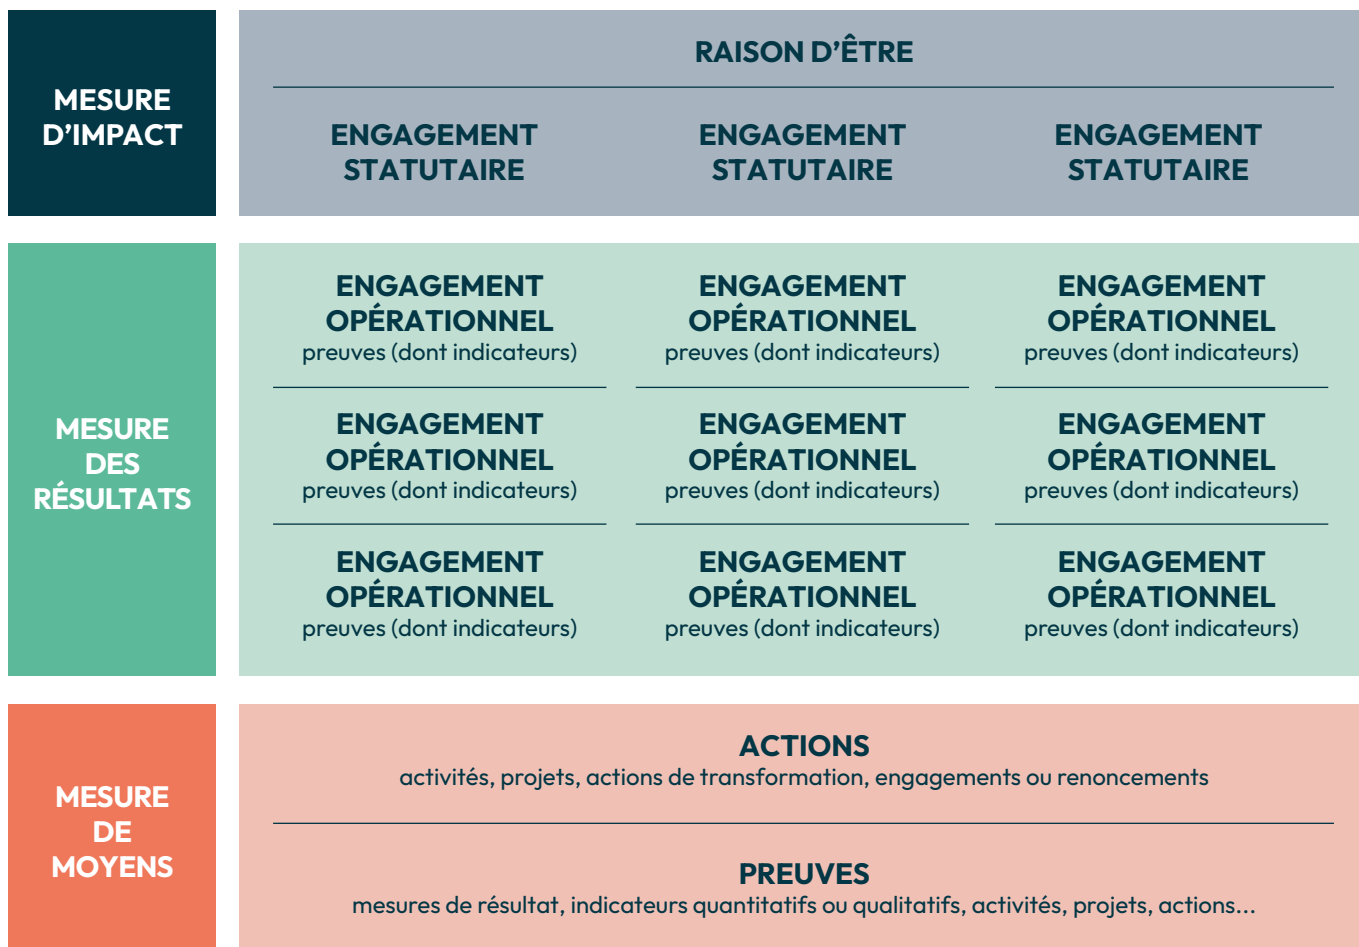 MESURE
D'IMPACT
RAISON D'ÊTRE
ENGAGEMENT
STATUTAIRE
ENGAGEMENT
STATUTAIRE
ENGAGEMENT
STATUTAIRE
MESURE
DES
RÉSULTATS
ENGAGEMENT
OPÉRATIONNEL
preuves (dont indicateurs)
ENGAGEMENT
OPÉRATIONNEL
preuves (dont indicateurs)
ENGAGEMENT
OPÉRATIONNEL
preuves (dont indicateurs)
ENGAGEMENT
OPÉRATIONNEL
preuves (dont indicateurs)
ENGAGEMENT
OPÉRATIONNEL
preuves (dont indicateurs)
ENGAGEMENT
OPÉRATIONNEL
preuves (dont indicateurs)
ENGAGEMENT
OPÉRATIONNEL
preuves (dont indicateurs)
ENGAGEMENT
OPÉRATIONNEL
preuves (dont indicateurs)
ENGAGEMENT
OPÉRATIONNEL
preuves (dont indicateurs)
MESURE
DE
MOYENS
ACTIONS
activités, projets, actions de transformation, engagements ou renoncements
PREUVES
mesures de résultat, indicateurs quantitatifs ou qualitatifs, activités, projets, actions...